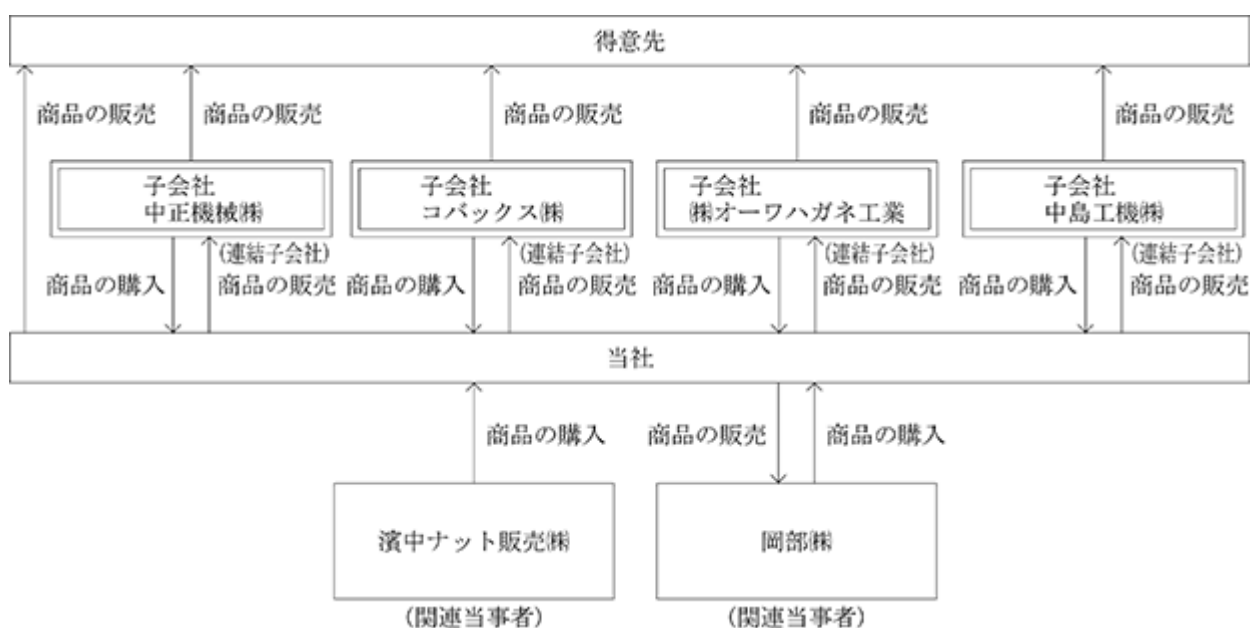 得意先
商品の販売
商品の販売
商品の販売
商品の販売
商品の販売
子会社
中正機械㈱
子会社
コバックス㈱
子会社
㈱オーワハガネ工業
子会社
中島工機㈱
(連結子会社)
(連結子会社)
(連結子会社)
(連結子会社)
商品の購入
商品の販売
商品の購入
商品の販売
商品の購入
商品の販売
商品の購入
商品の販売
当社
商品の購入
商品の販売
商品の購入
濱中ナット販売㈱
岡部㈱
(関連当事者)
(関連当事者)